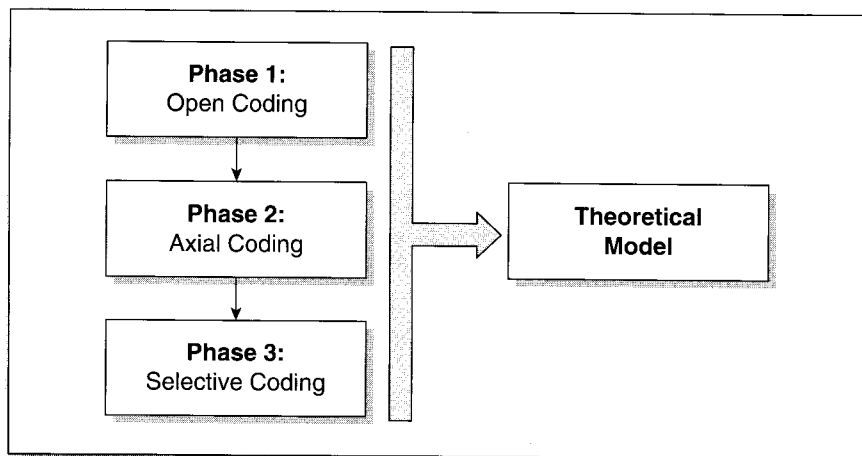 Phase 1:
Open Coding
Phase 2:
Axial Coding
Phase 3:
Selective Coding
Theoretical
Model